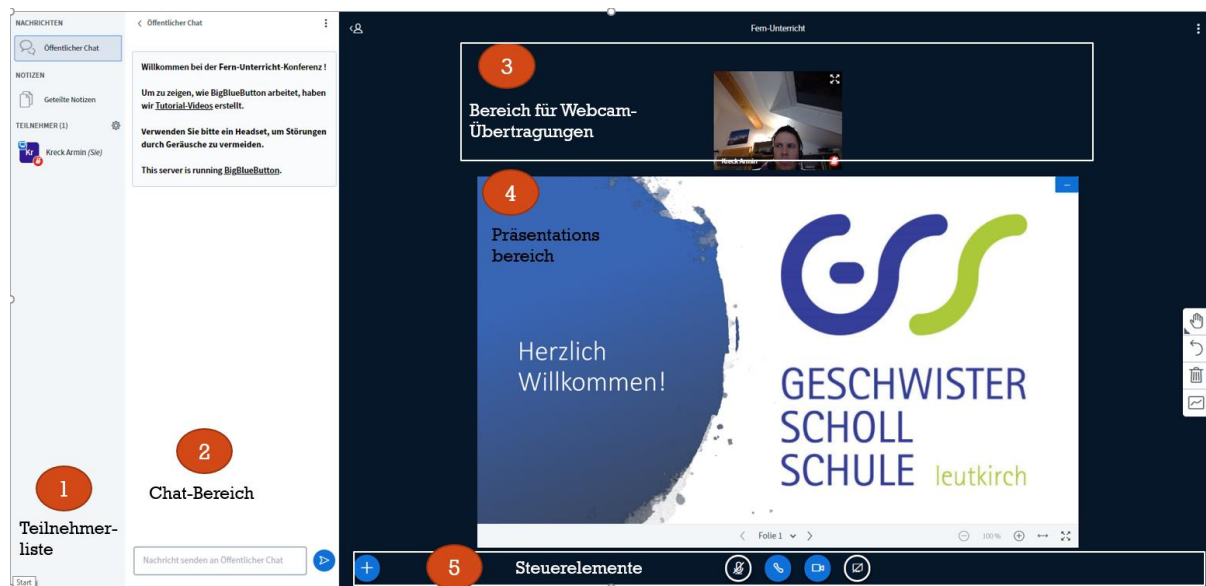 NACHRICHTEN
Öffentlicher Chat
NOTIZEN
Geteilte Notizen
TEILNEHMER (1)
Kr
Kreck Armin (Sie)
1
Teilnehmer-
liste
Start
Öffentlicher Chat
Willkommen bei der Fern-Unterricht-Konferenz !
Um zu zeigen, wie BigBlueButton arbeitet, haben
wir Tutorial-Videos erstellt.
Verwenden Sie bitte ein Headset, um Störungen
durch Geräusche zu vermeiden.
This server is running BigBlueButton.
2
Chat-Bereich
Nachricht senden an Öffentlicher Chat
Fern-Unterricht
3
Bereich für Webcam-
Übertragungen
Kreck Armin
4
Präsentations
bereich
Herzlich
Willkommen!
GSS
GESCHWISTER
SCHOLL
SCHULE leutkirch
Folie 1
100%
5
Steuerelemente